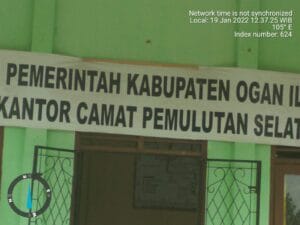 Network time is not synchronized
Local: 19 Jan 2022 12.37.25 WIB
105° E
Index number: 624
PEMERINTAH KABUPATEN OGAN IL
KANTOR CAMAT PEMULUTAN SELAT